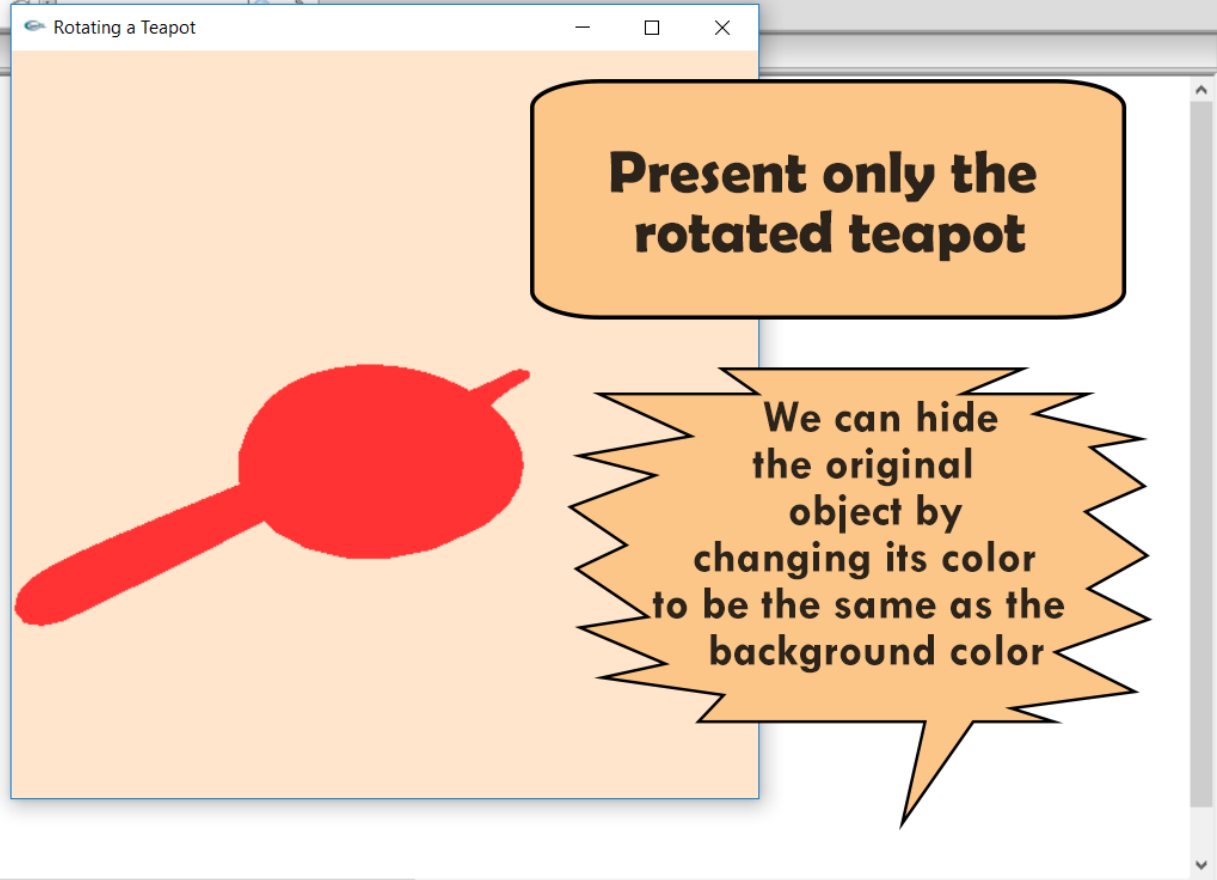 Rotating a Teapot
Present only the
rotated teapot
We can hide
the original
object by
changing its color
to be the same as the
background color